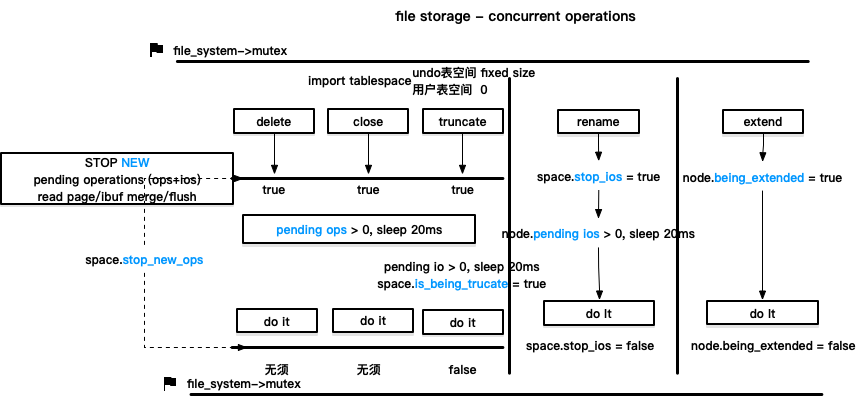 file storage - concurrent operations
file_system->mutex
import tablespace
undo表空间 fixed size
用户表空间 0
delete
close
truncate
rename
extend
STOP NEW
pending operations (ops+ios)
read page/ibuf merge/flush
true
true
true
space.stop_ios = true
node.being_extended = true
pending ops > 0, sleep 20ms
node.pending ios > 0, sleep 20ms
space.stop_new_ops
pending io > 0, sleep 20ms
space.is_being_trucate = true
do it
do it
do it
do It
do It
space.stop_ios = false
node.being_extended = false
无须
无须
false
file_system->mutex